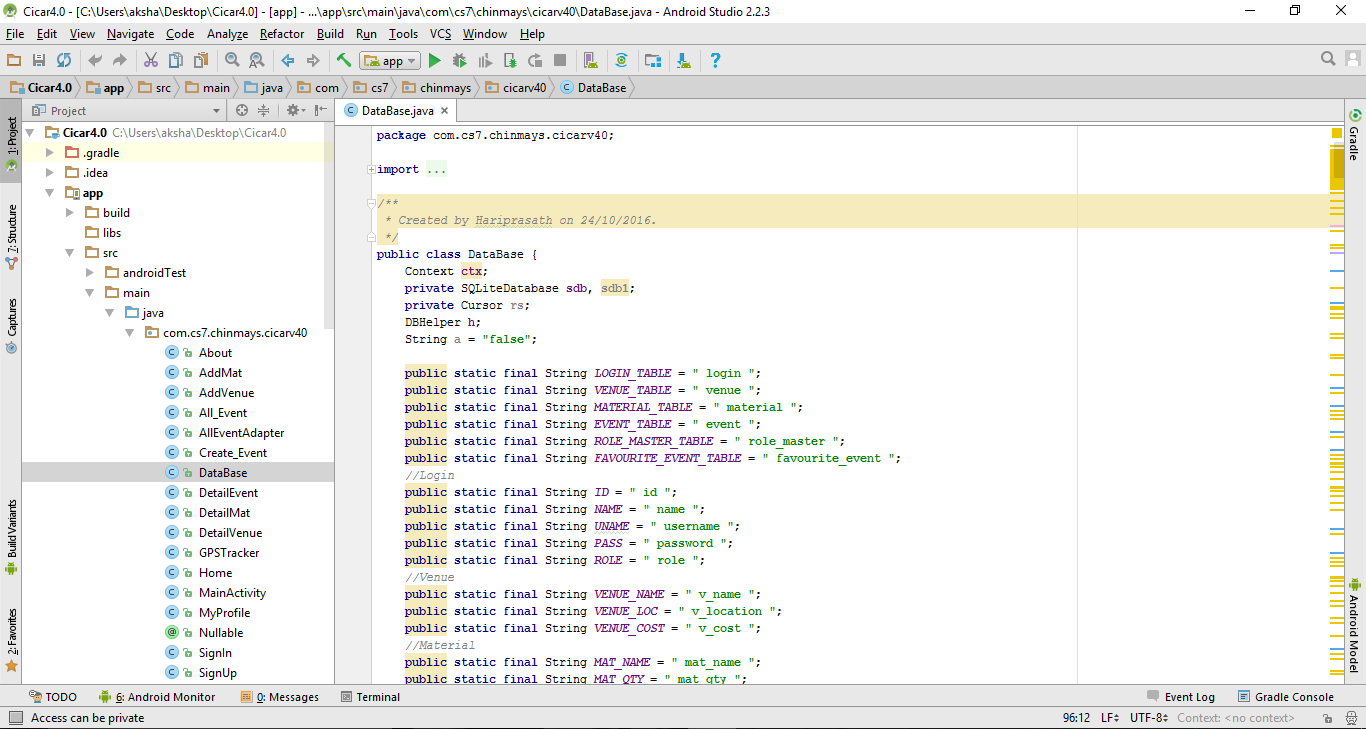 Cicar4.0 - [C:\Users\aksha\Desktop\Cicar4.0] - [app] - ...\app\src\main\java\com\cs7\chinmays\cicarv40\DataBase.java - Android Studio 2.2.3
File Edit View Navigate Code Analyze Refactor Build Run Tools VCS Window Help
app
Cicar4.0 app src main java com cs7 chinmays cicarv40 DataBase
1: Project
7: Structure
Captures
Build Variants
2: Favorites
Project
Cicar4.0 C:\Users\aksha\Desktop\Cicar4.0
.gradle
.idea
app
build
libs
src
androidTest
main
java
com.cs7.chinmays.cicarv40
About
AddMat
AddVenue
All_Event
AllEventAdapter
Create_Event
DataBase
DetailEvent
DetailMat
DetailVenue
GPSTracker
Home
MainActivity
MyProfile
Nullable
SignIn
SignUp
DataBase.java
package com.cs7.chinmays.cicarv40;
import ...
/**
* Created by Hariprasath on 24/10/2016.
*/
public class DataBase {
Context ctx;
private SQLiteDatabase sdb, sdb1;
private Cursor rs;
DBHelper h;
String a = "false";
public static final String LOGIN_TABLE = " login ";
public static final String VENUE_TABLE = " venue ";
public static final String MATERIAL_TABLE = " material ";
public static final String EVENT_TABLE = " event ";
public static final String ROLE_MASTER_TABLE = " role_master ";
public static final String FAVOURITE_EVENT_TABLE = " favourite_event ";
//Login
public static final String ID = " id ";
public static final String NAME = " name ";
public static final String UNAME = " username ";
public static final String PASS = " password ";
public static final String ROLE = " role ";
//Venue
public static final String VENUE_NAME = " v_name ";
public static final String VENUE_LOC = " v_location ";
public static final String VENUE_COST = " v_cost ";
//Material
public static final String MAT_NAME = " mat_name ";
public static final String MAT_QTY = " mat_qty ";
Gradle
Android Model
TODO 6: Android Monitor 0: Messages Terminal Event Log Gradle Console
Access can be private 96:12 LF UTF-8 Context: <no context>